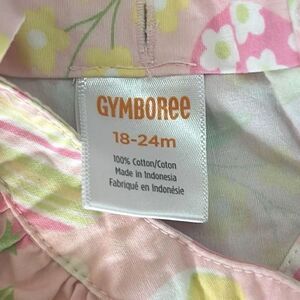 GYMBOREE
18-24m
100% Cotton/Coton
Made in Indonesia
Fabriqué en Indonésie